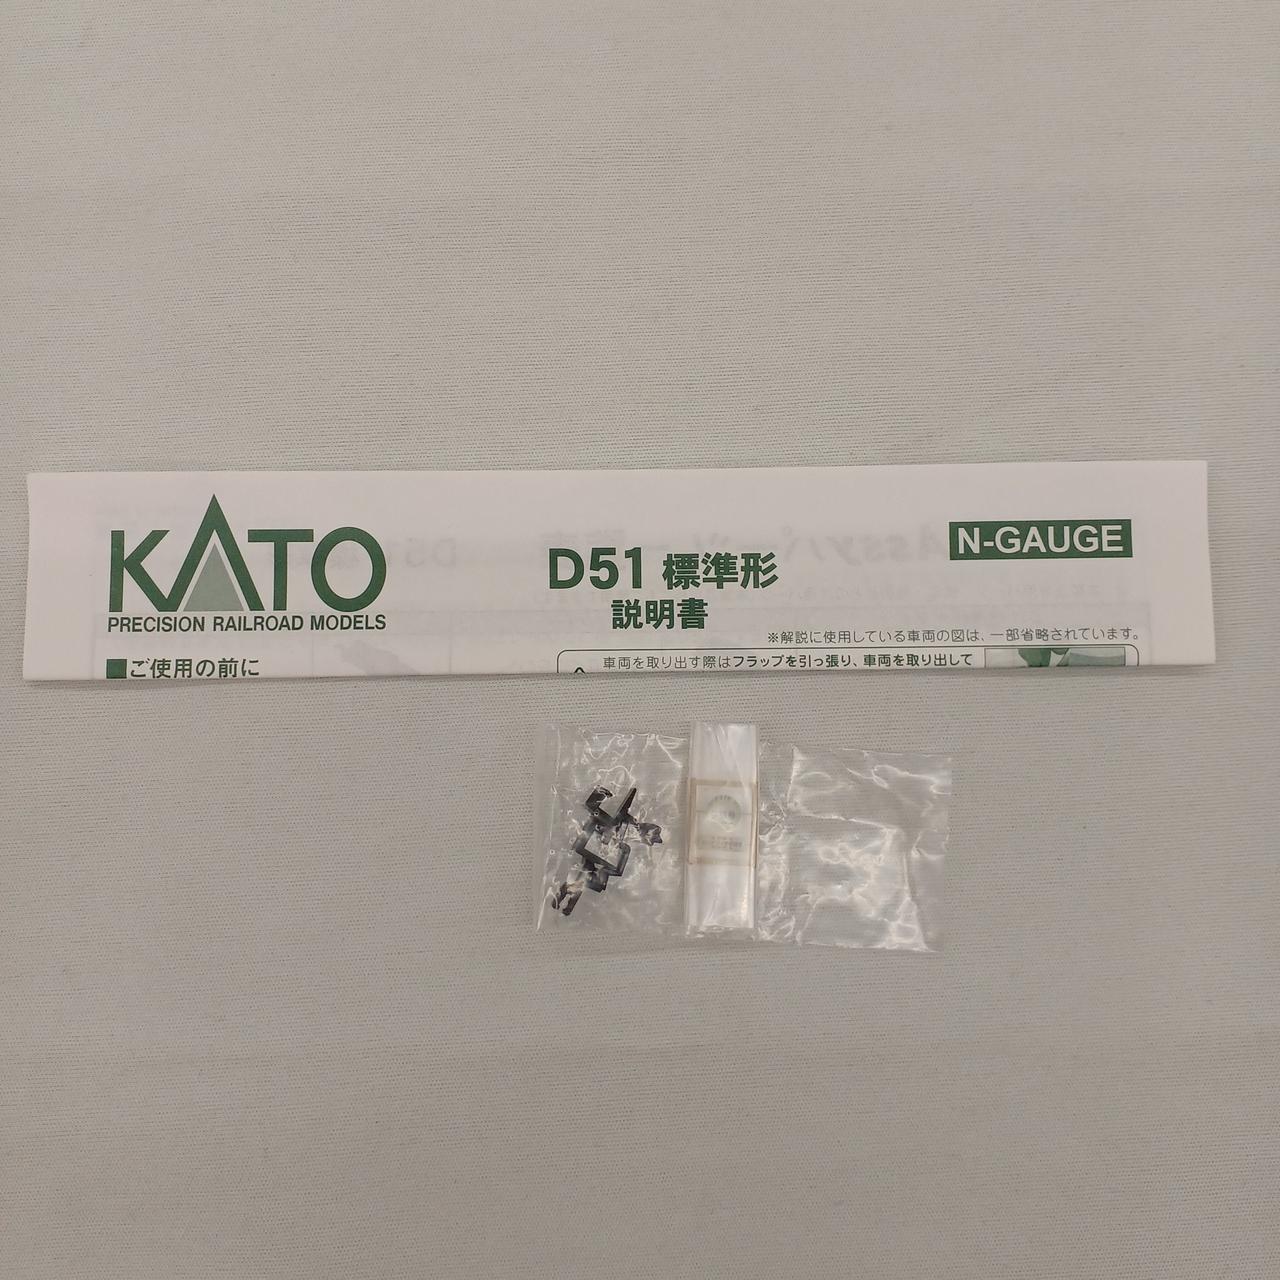 KATO
PRECISION RAILROAD MODELS
D51 標準形
説明書
N-GAUGE
※解説に使用している車両の図は、一部省略されています。
■ご使用の前に
車両を取り出す際はフラップを引っ張り、車両を取り出して